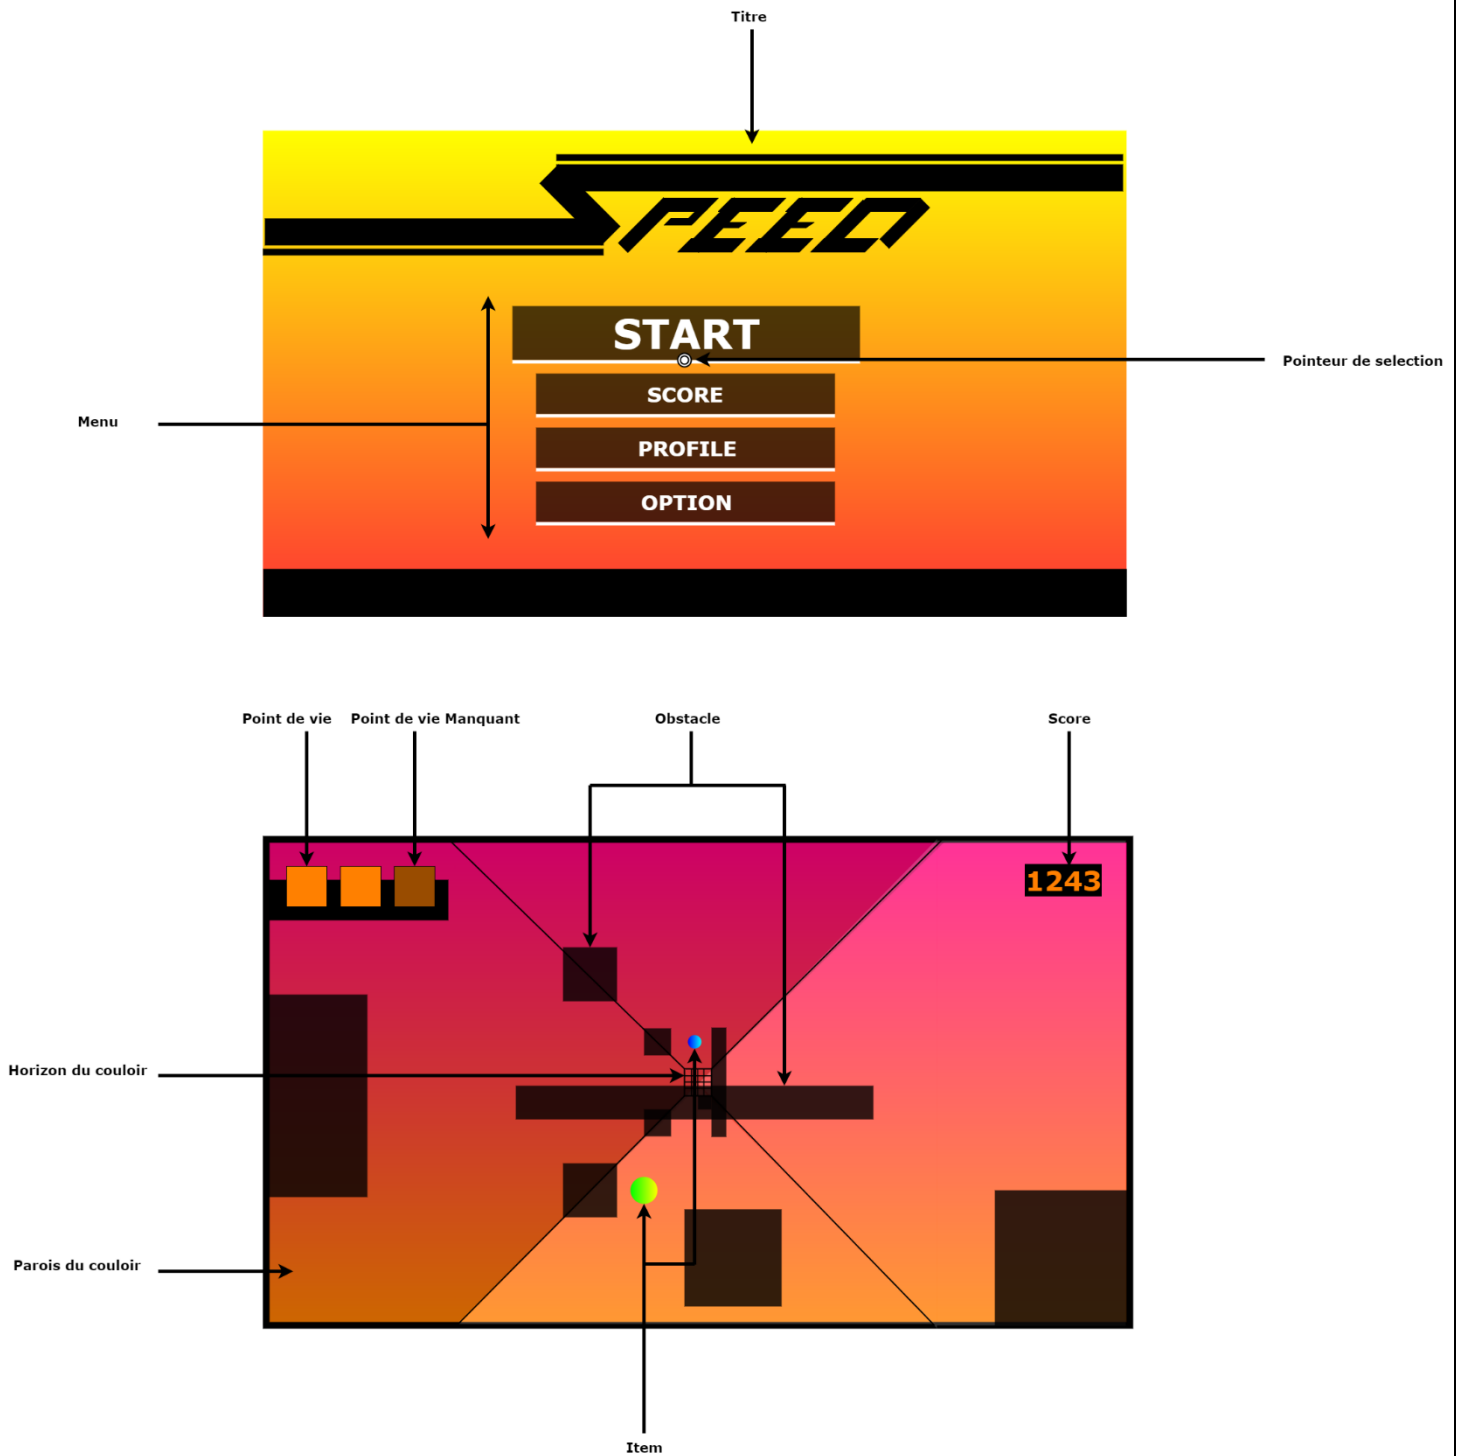 Titre
SPEED
START
Pointeur de selection
SCORE
Menu
PROFILE
OPTION
Point de vie
Point de vie Manquant
Obstacle
Score
1243
Horizon du couloir
Parois du couloir
Item